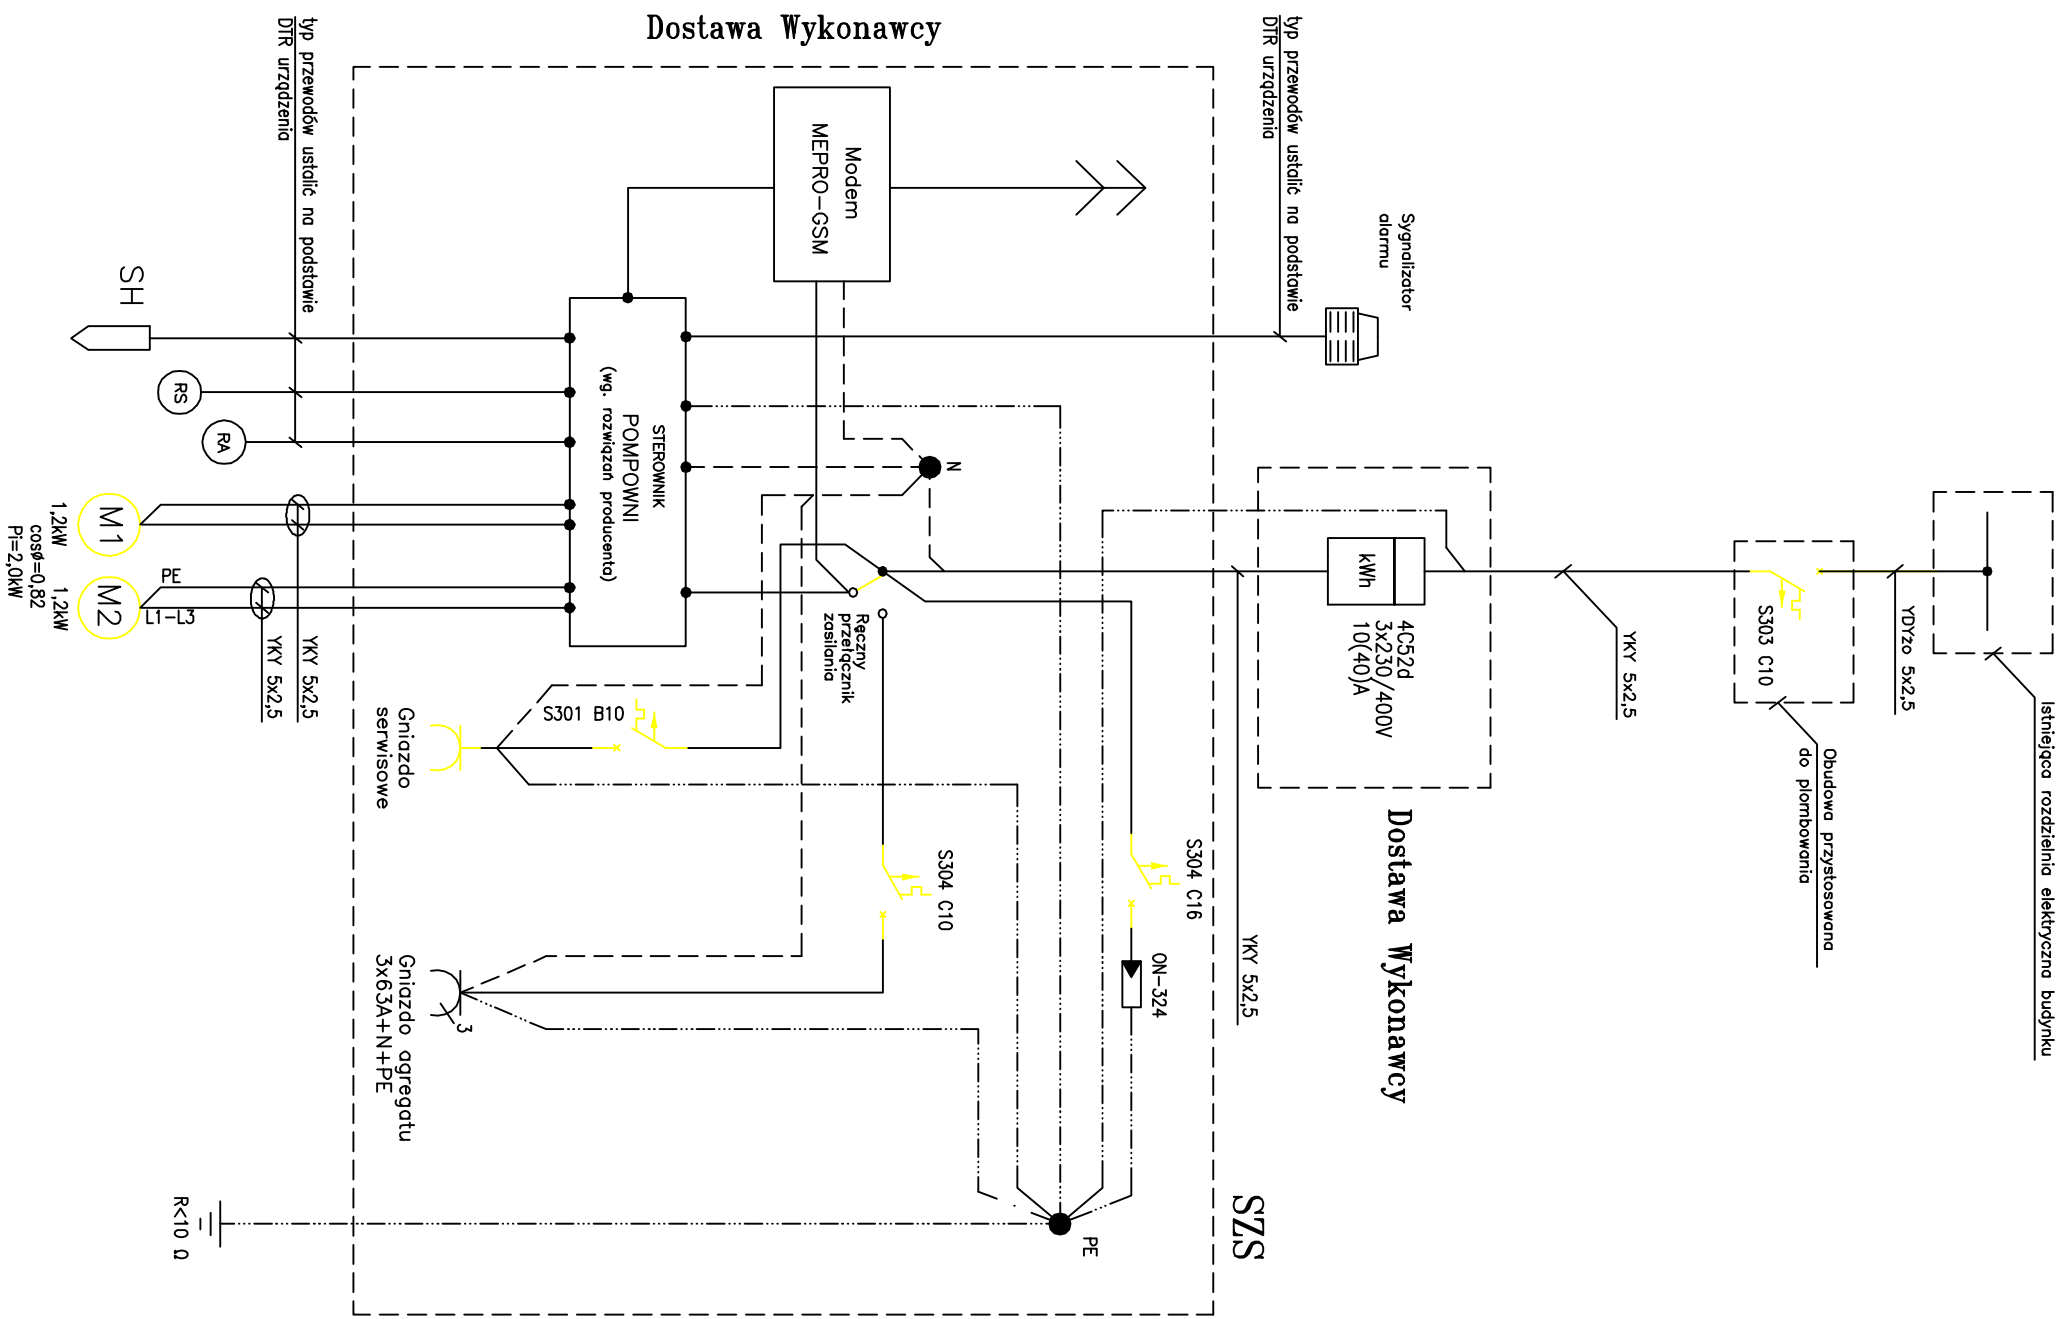 Dostawa Wykonawcy
typ przewodów ustalić na podstawie
DTR urządzenia
typ przewodów ustalić na podstawie
DTR urządzenia
Modem
MEPRO-GSM
Sygnalizator
alarmu
SH
RS
RA
STEROWNIK
POMPOWNI
(wg. rozwiązań producenta)
N
M1
1,2kW
cosø=0,82
Pi=2,0kW
M2
1,2kW
PE
L1-L3
YKY 5x2,5
YKY 5x2,5
Ręczny
przełącznik
zasilania
kWh
4C52d
3x230/400V
10(40)A
YKY 5x2,5
S303 C10
YDYżo 5x2,5
Istniejąca rozdzielnia elektryczna budynku
Obudowa przystosowana
do plombowania
Gniazdo
serwisowe
S301 B10
S304 C10
S304 C16
ON-324
YKY 5x2,5
Dostawa Wykonawcy
Gniazdo agregatu
3x63A+N+PE
3
R<10 Ω
PE
SZS